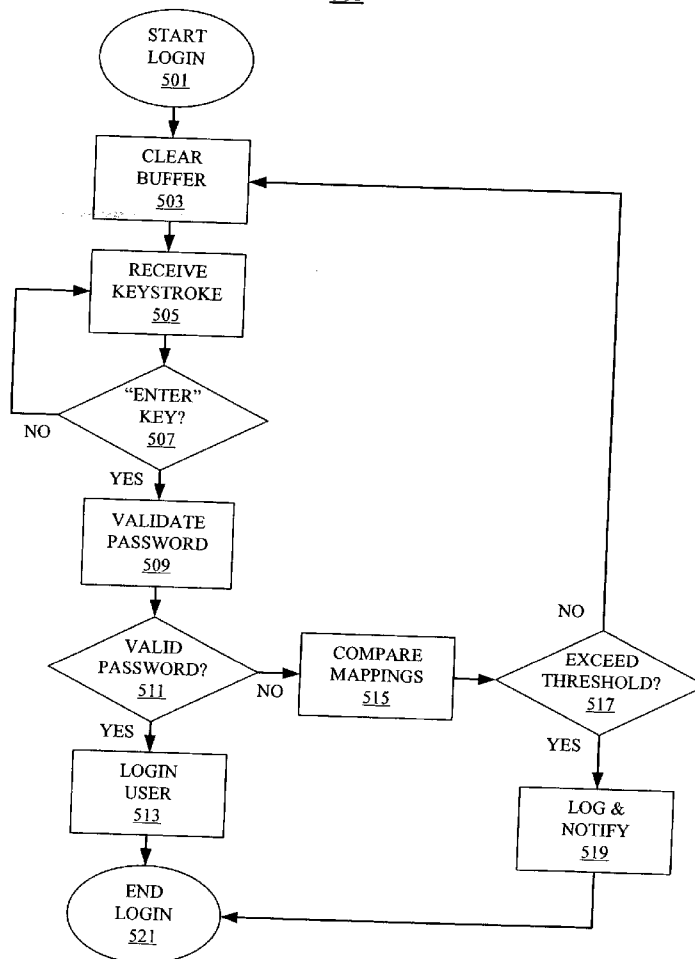 START
LOGIN
501
CLEAR
BUFFER
503
RECEIVE
KEYSTROKE
505
"ENTER"
KEY?
507
NO
YES
VALIDATE
PASSWORD
509
VALID
PASSWORD?
511
NO
YES
COMPARE
MAPPINGS
515
NO
EXCEED
THRESHOLD?
517
YES
LOGIN
USER
513
LOG &
NOTIFY
519
END
LOGIN
521